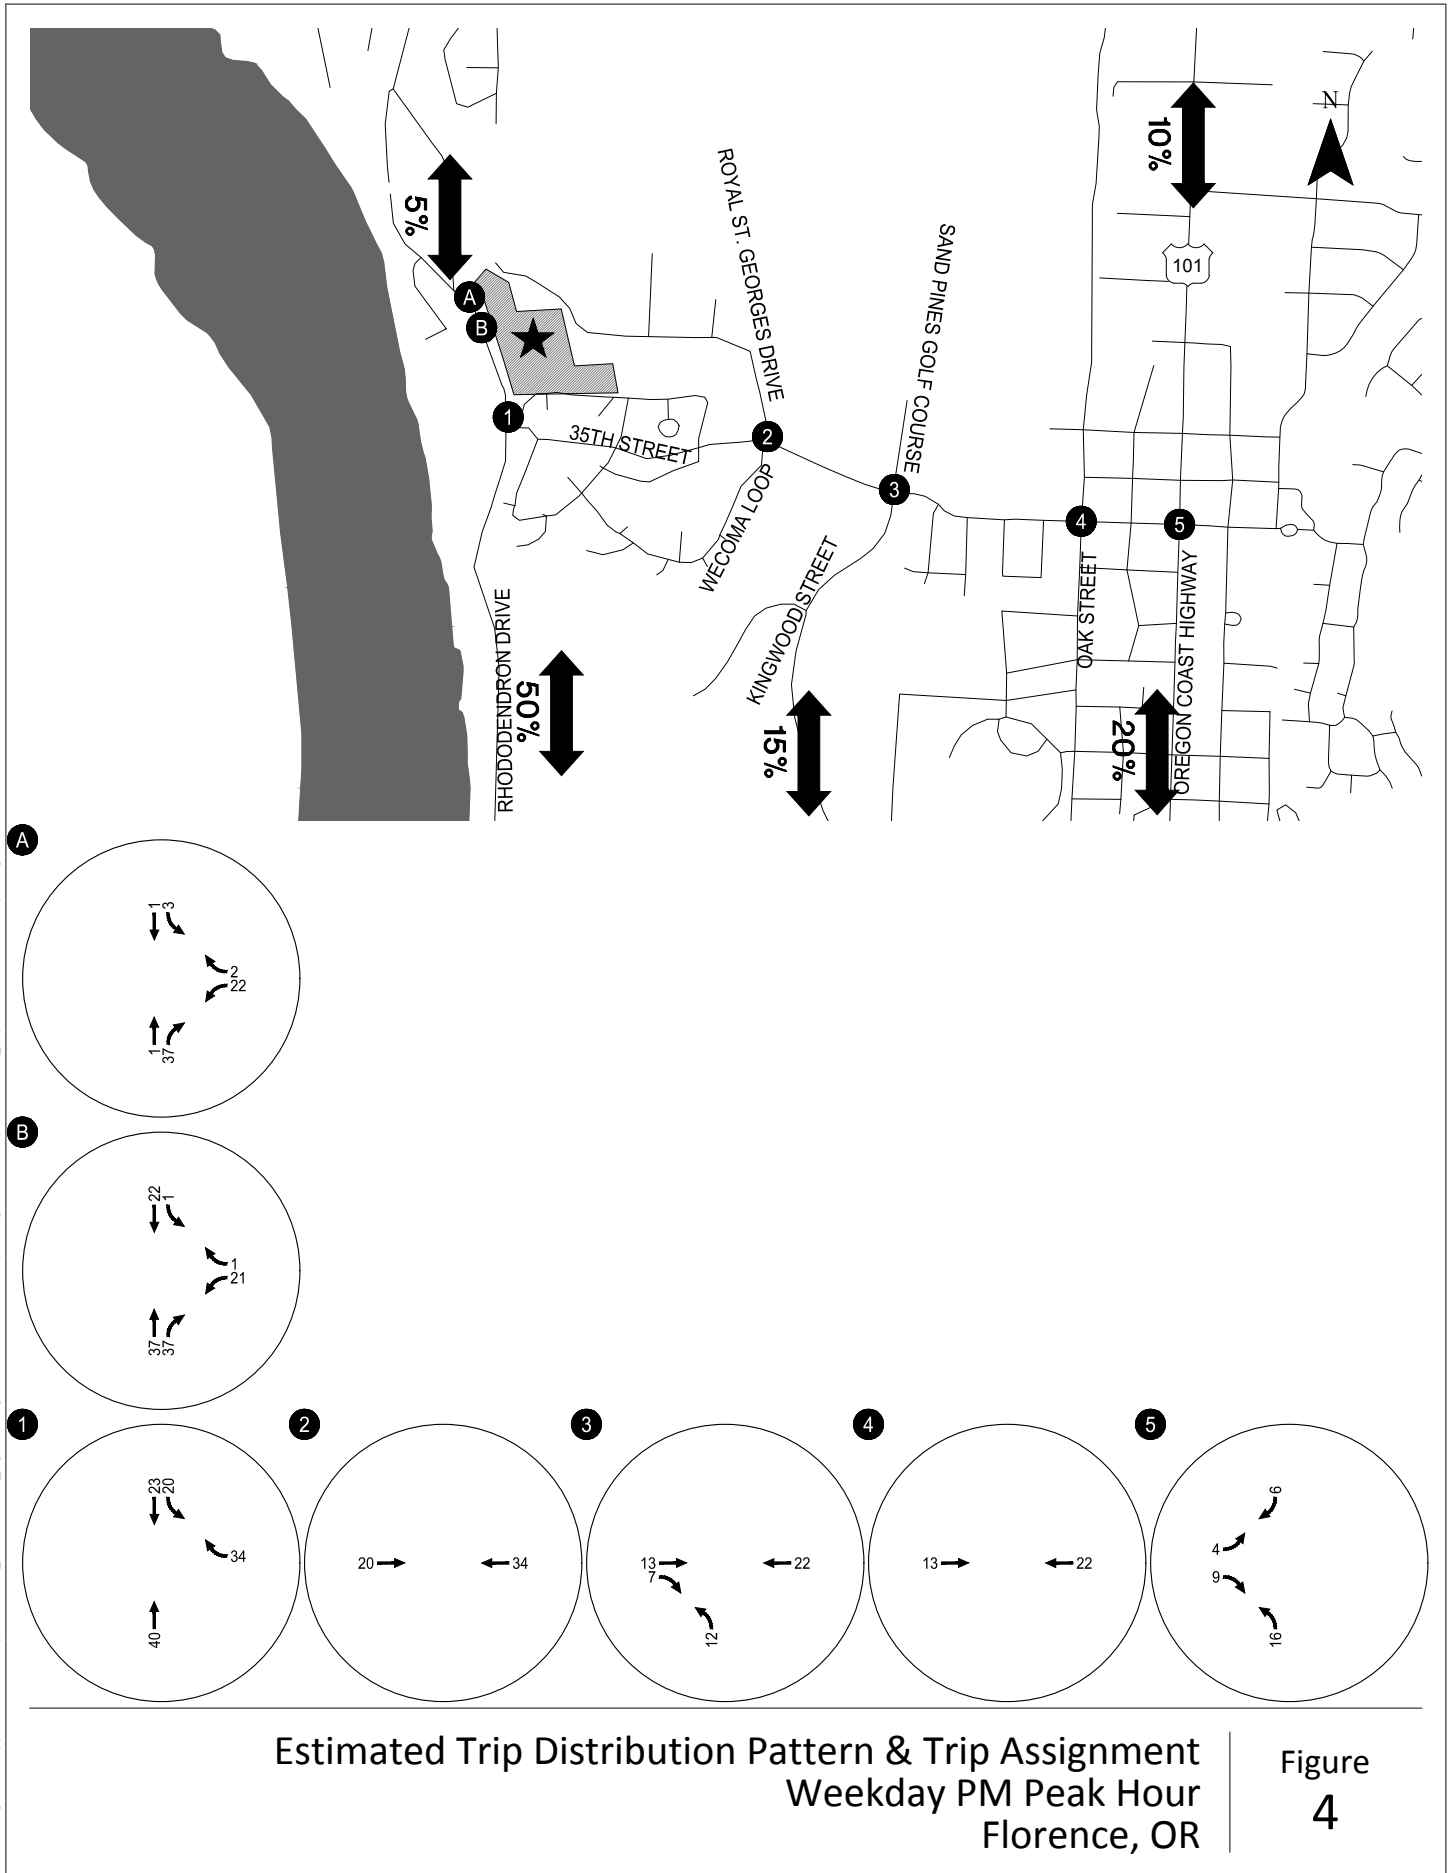 10%
N
5%
ROYAL ST. GEORGES DRIVE
SAND PINES GOLF COURSE
101
A
B
1
35TH STREET
2
3
4
5
WECOMA LOOP
KINGWOOD STREET
OAK STREET
OREGON COAST HIGHWAY
RHODODENDRON DRIVE
50%
15%
20%
A
1
3
2
22
1
37
B
22
1
1
21
37
37
1
23
20
34
40
2
20
34
3
13
7
22
12
4
13
22
5
6
4
9
16
Estimated Trip Distribution Pattern & Trip Assignment
Weekday PM Peak Hour
Florence, OR
Figure
4